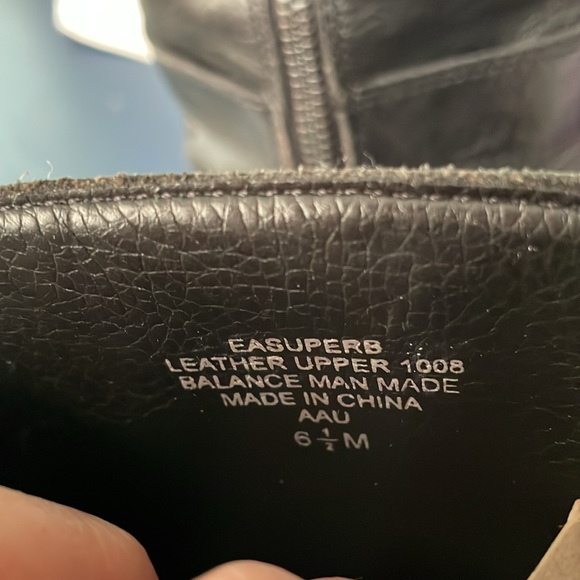 EASUPERB
LEATHER UPPER 1008
BALANCE MAN MADE
MADE IN CHINA
AAU
6 ½ M